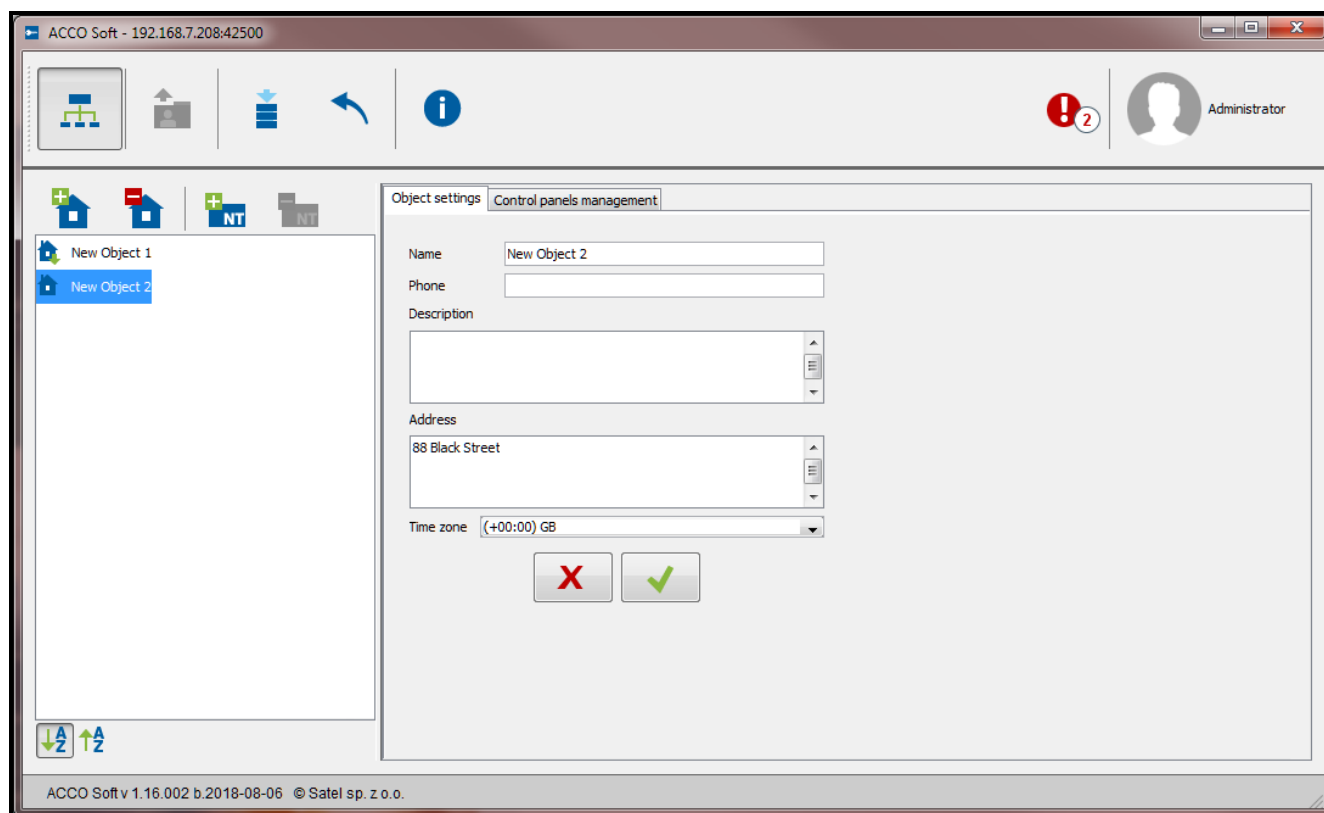 ACCO Soft - 192.168.7.208:42500
2
Administrator
NT
NT
Object settings
Control panels management
New Object 1
New Object 2
Name
New Object 2
Phone
Description
Address
88 Black Street
Time zone
(+00:00) GB
A
Z
A
Z
ACCO Soft v 1.16.002 b.2018-08-06 © Satel sp. z o.o.